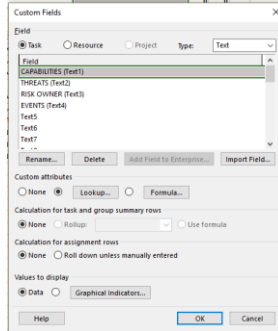 Custom Fields
Field
Task Resource Project Type: Text
Field
CAPABILITIES (Text1)
THREATS (Text2)
RISK OWNER (Text3)
EVENTS (Text4)
Text5
Text6
Text7
Rename... Delete Add Field to Enterprise... Import Field...
Custom attributes
None Lookup... Formula...
Calculation for task and group summary rows
None Rollup: Use formula
Calculation for assignment rows
None Roll down unless manually entered
Values to display
Data Graphical Indicators...
Help OK Cancel